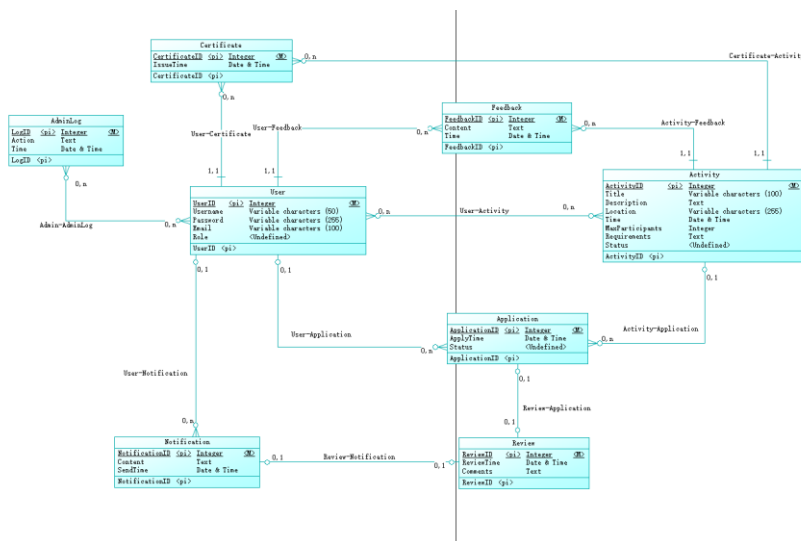 Certificate
CertificateID <pi> Integer <M>
IssueTime Date & Time
CertificateID <pi>
0,n
0,n
Certificate-Activit
AdminLog
LogID <pi> Integer <M>
Action Text
Time Date & Time
LogID <pi>
Feedback
FeedbackID <pi> Integer <M>
Content Text
Time Date & Time
FeedbackID <pi>
User-Certificate
User-Feedback
0,n
0,n
Activity-Feedback
0,n
1,1
1,1
1,1
1,1
User
UserID <pi> Integer <M>
Username Variable characters (50)
Password Variable characters (255)
Email Variable characters (100)
Role <Undefined>
UserID <pi>
Activity
ActivityID <pi> Integer <M>
Title Variable characters (100)
Description Text
Location Variable characters (255)
Time Date & Time
MaxParticipants Integer
Requirements Text
Status <Undefined>
ActivityID <pi>
Admin-AdminLog
0,n
0,n
User-Activity
0,n
0,1
0,1
0,1
Application
ApplicationID <pi> Integer <M>
ApplyTime Date & Time
Status <Undefined>
ApplicationID <pi>
User-Application
0,n
Activity-Application
0,n
User-Notification
0,1
Review-Application
0,n
0,1
Notification
NotificationID <pi> Integer <M>
Content Text
SendTime Date & Time
NotificationID <pi>
0,1
Review-Notification
0,1
Review
ReviewID <pi> Integer <M>
ReviewTime Date & Time
Comments Text
ReviewID <pi>